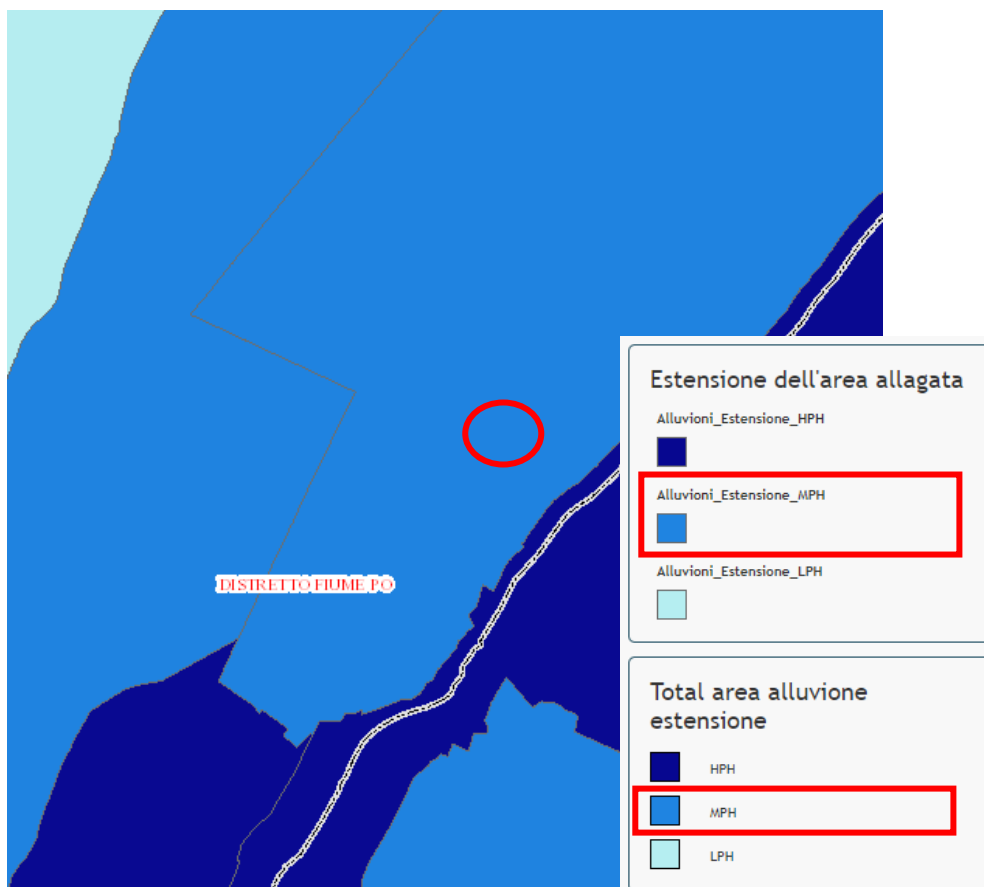 DISTRETTO FIUME PO
Estensione dell'area allagata
Alluvioni_Estensione_HPH
Alluvioni_Estensione_MPH
Alluvioni_Estensione_LPH
Total area alluvione
estensione
HPH
MPH
LPH